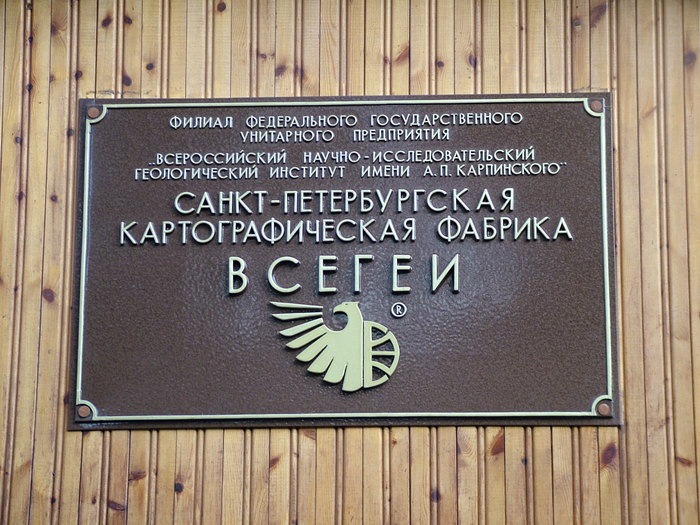 ФИЛИАЛ ФЕДЕРАЛЬНОГО ГОСУДАРСТВЕННОГО
УНИТАРНОГО ПРЕДПРИЯТИЯ
„ВСЕРОССИЙСКИЙ НАУЧНО-ИССЛЕДОВАТЕЛЬСКИЙ
ГЕОЛОГИЧЕСКИЙ ИНСТИТУТ ИМЕНИ А.П.КАРПИНСКОГО"
САНКТ-ПЕТЕРБУРГСКАЯ
КАРТОГРАФИЧЕСКАЯ ФАБРИКА
ВСЕГЕИ
®